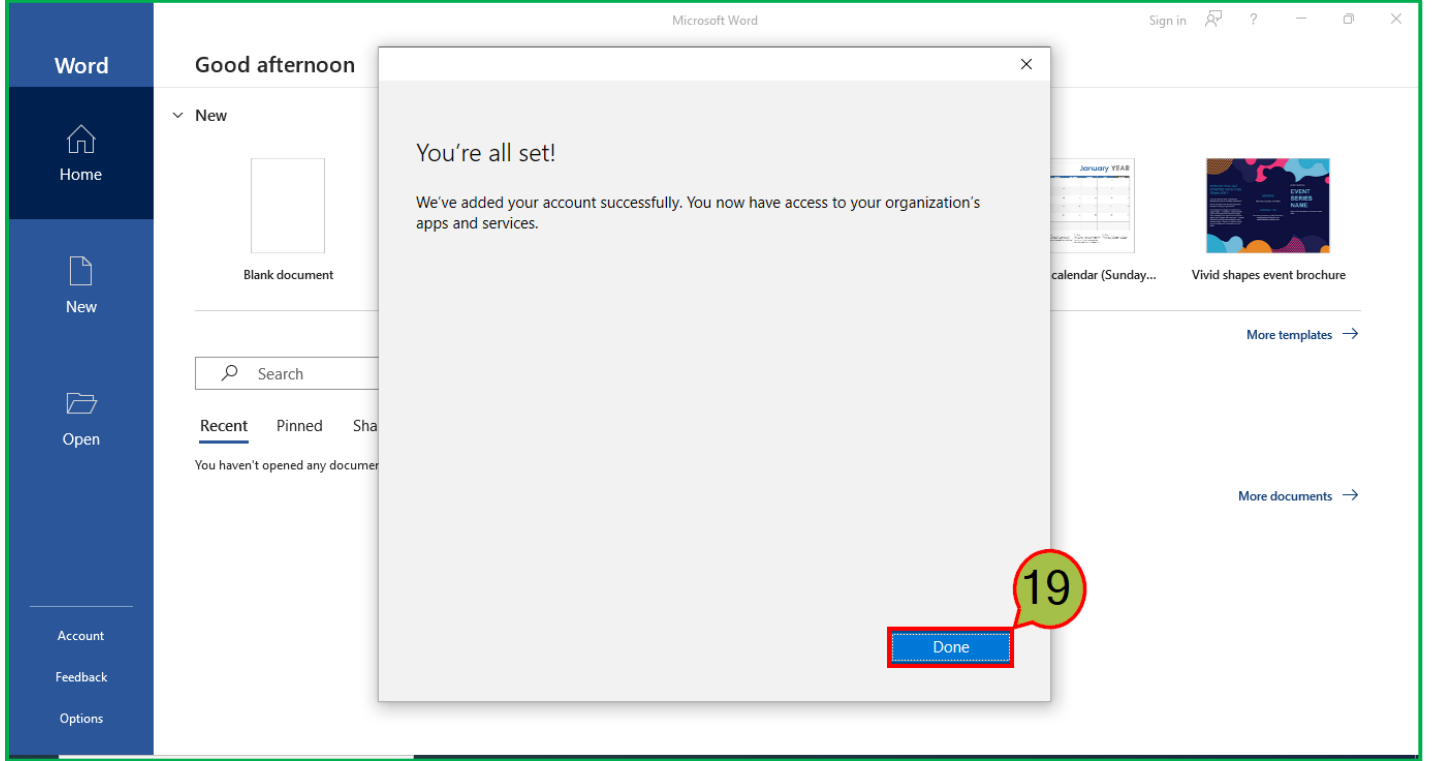 Microsoft Word
Sign in
?
Word
Good afternoon
New
Home
You're all set!
We've added your account successfully. You now have access to your organization's
apps and services.
January YEAR
EVENT
SERIES
NAME
Blank document
calendar (Sunday...
Vivid shapes event brochure
New
More templates
Search
Recent
Pinned
Sha
Open
You haven't opened any documen
More documents
19
Done
Account
Feedback
Options